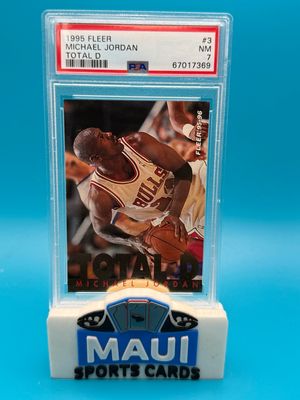 1995 FLEER #3
MICHAEL JORDAN NM
TOTAL D 7
PSA 67017369
FLEER 95-96
BULLS
TOTAL D
MICHAEL JORDAN
MAUI
SPORTS CARDS